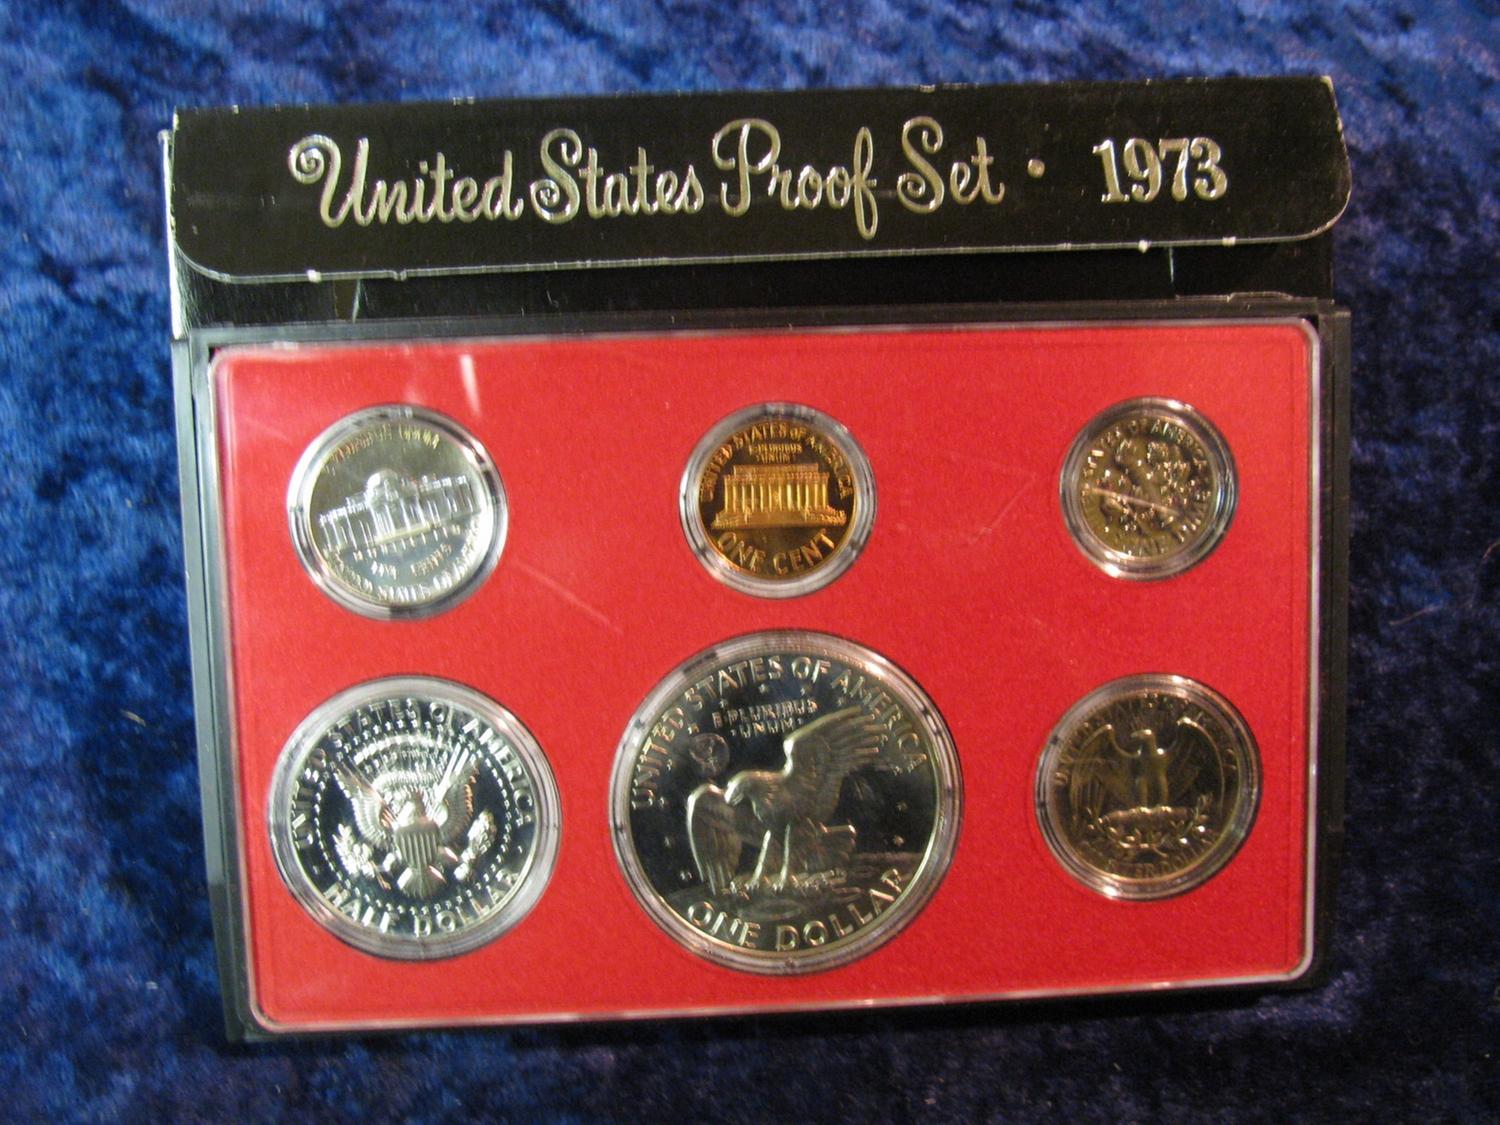 United States Proof Set · 1973
UNITED STATES OF AMERICA
E PLURIBUS
UNUM
ONE CENT
UNITED STATES OF AMERICA
HALF DOLLAR
UNITED STATES OF AMERICA
E PLURIBUS
UNUM
ONE DOLLAR